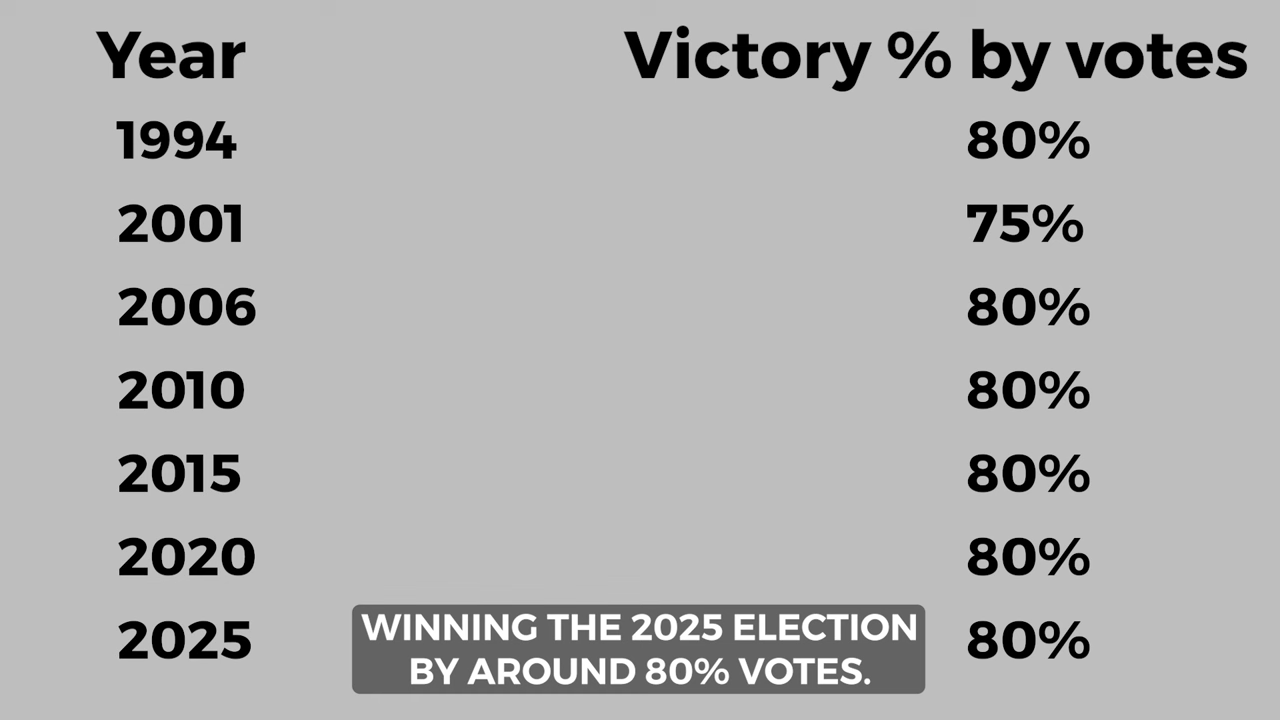 Year Victory % by votes
1994 80%
2001 75%
2006 80%
2010 80%
2015 80%
2020 80%
2025 80%
WINNING THE 2025 ELECTION
BY AROUND 80% VOTES.